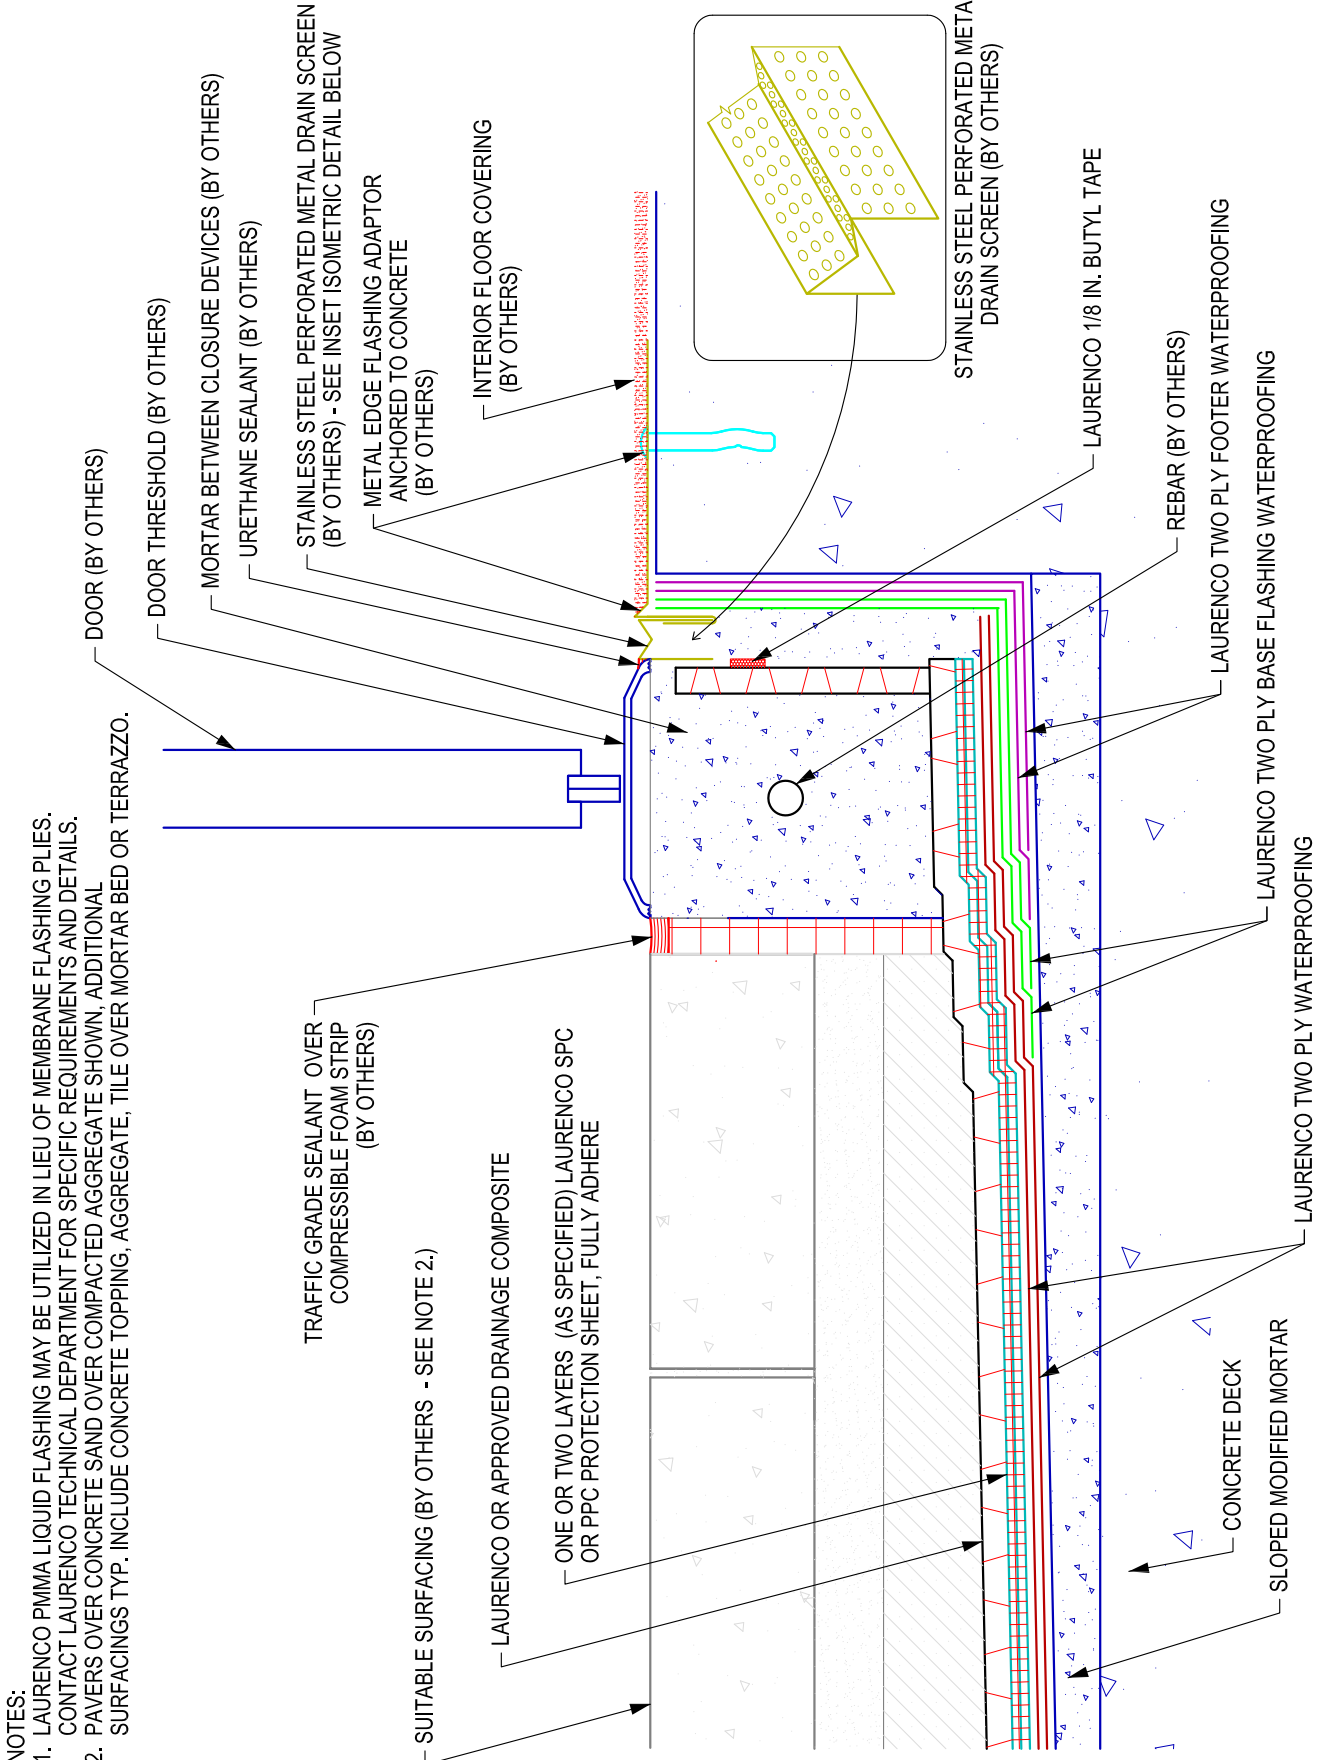 NOTES:
1. LAURENCO PMMA LIQUID FLASHING MAY BE UTILIZED IN LIEU OF MEMBRANE FLASHING PLIES.
CONTACT LAURENCO TECHNICAL DEPARTMENT FOR SPECIFIC REQUIREMENTS AND DETAILS.
2. PAVERS OVER CONCRETE SAND OVER COMPACTED AGGREGATE SHOWN, ADDITIONAL
SURFACINGS TYP. INCLUDE CONCRETE TOPPING, AGGREGATE, TILE OVER MORTAR BED OR TERRAZZO.
DOOR (BY OTHERS)
DOOR THRESHOLD (BY OTHERS)
MORTAR BETWEEN CLOSURE DEVICES (BY OTHERS)
URETHANE SEALANT (BY OTHERS)
STAINLESS STEEL PERFORATED METAL DRAIN SCREEN
(BY OTHERS) - SEE INSET ISOMETRIC DETAIL BELOW
METAL EDGE FLASHING ADAPTOR
ANCHORED TO CONCRETE
(BY OTHERS)
INTERIOR FLOOR COVERING
(BY OTHERS)
TRAFFIC GRADE SEALANT OVER
COMPRESSIBLE FOAM STRIP
(BY OTHERS)
SUITABLE SURFACING (BY OTHERS - SEE NOTE 2.)
LAURENCO OR APPROVED DRAINAGE COMPOSITE
ONE OR TWO LAYERS (AS SPECIFIED) LAURENCO SPC
OR PPC PROTECTION SHEET, FULLY ADHERE
STAINLESS STEEL PERFORATED META
DRAIN SCREEN (BY OTHERS)
LAURENCO 1/8 IN. BUTYL TAPE
REBAR (BY OTHERS)
LAURENCO TWO PLY FOOTER WATERPROOFING
LAURENCO TWO PLY BASE FLASHING WATERPROOFING
LAURENCO TWO PLY WATERPROOFING
CONCRETE DECK
SLOPED MODIFIED MORTAR